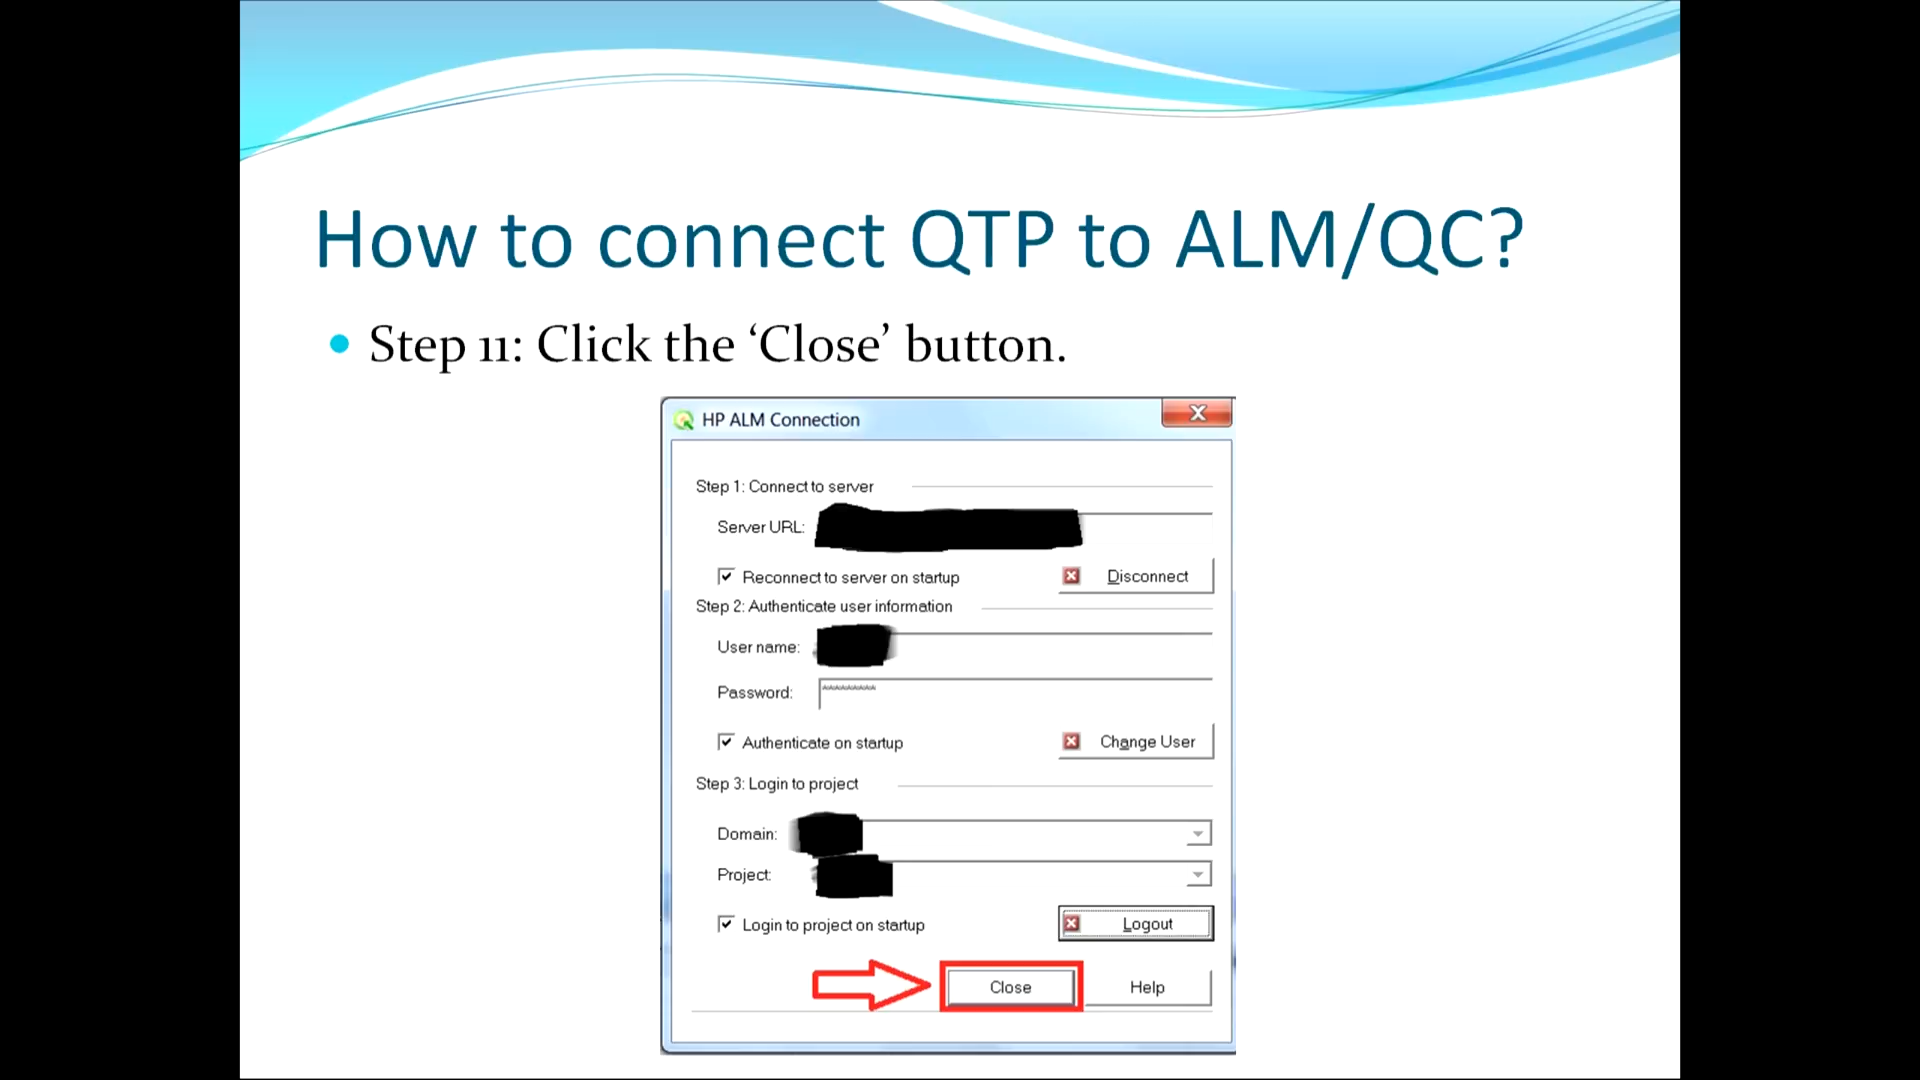 How to connect QTP to ALM/QC?
Step 11: Click the ‘Close’ button.
HP ALM Connection
Step 1: Connect to server
Server URL:
Reconnect to server on startup
Disconnect
Step 2: Authenticate user information
User name:
Password: *********
Authenticate on startup
Change User
Step 3: Login to project
Domain:
Project:
Login to project on startup
Logout
Close
Help